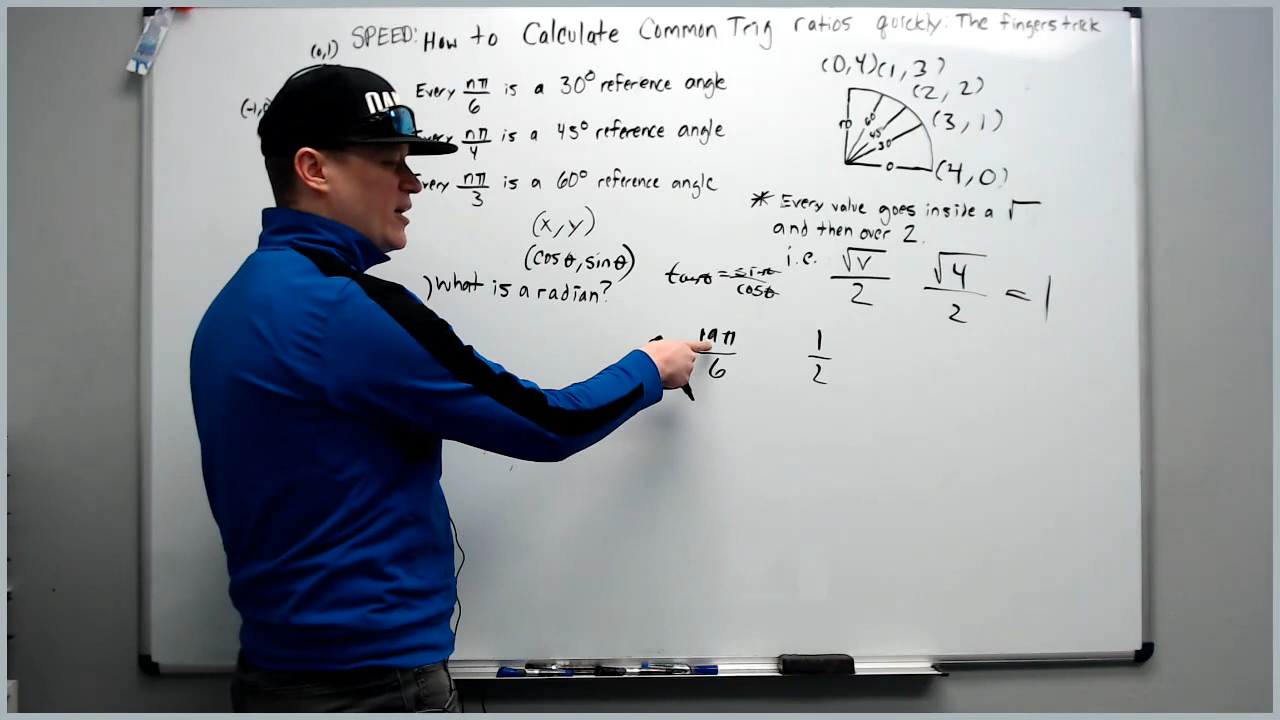 SPEED: How to Calculate Common Trig ratios quickly: The fingers trick
(0,1)
(-1,0
Every nπ/6 is a 30° reference angle
Every nπ/4 is a 45° reference angle
Every nπ/3 is a 60° reference angle
(x,y)
(cosθ, sinθ)
)What is a radian?
tanθ = sinθ/cosθ
(0,4)(1,3)
(2, 2)
(3, 1)
(4,0)
60
45
30
0
* Every value goes inside a √
and then over 2.
i.e. √v/2 √4/2 = 1
19π/6 1/2